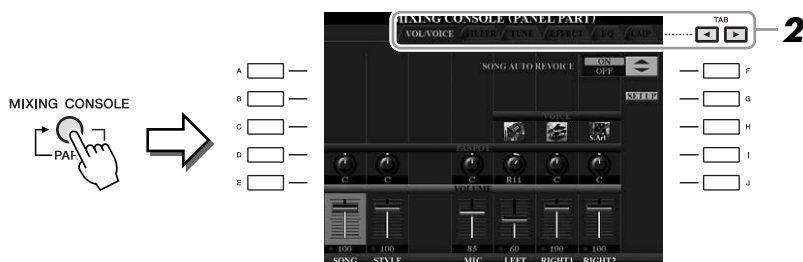 MIXING CONSOLE (PANEL PART)
TAB
VOL/VOICE FILTER TUNE EFFECT EQ CMP
2
SONG AUTO REVOICE ON
OFF
A
F
B
SETUP
G
MIXING CONSOLE
C
VOICE
H
S.Art!
PART
D
PANPOT
I
C C C R11 C C
E
VOLUME
J
100 100 85 60 100 100
SONG STYLE MIC LEFT RIGHT1 RIGHT2